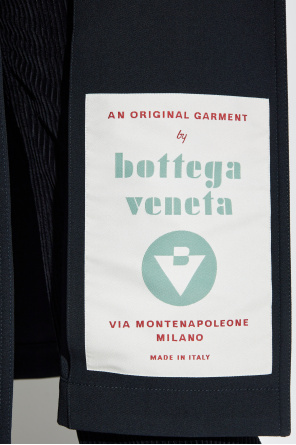 AN ORIGINAL GARMENT
by
bottega
veneta
B
VIA MONTENAPOLEONE
MILANO
MADE IN ITALY